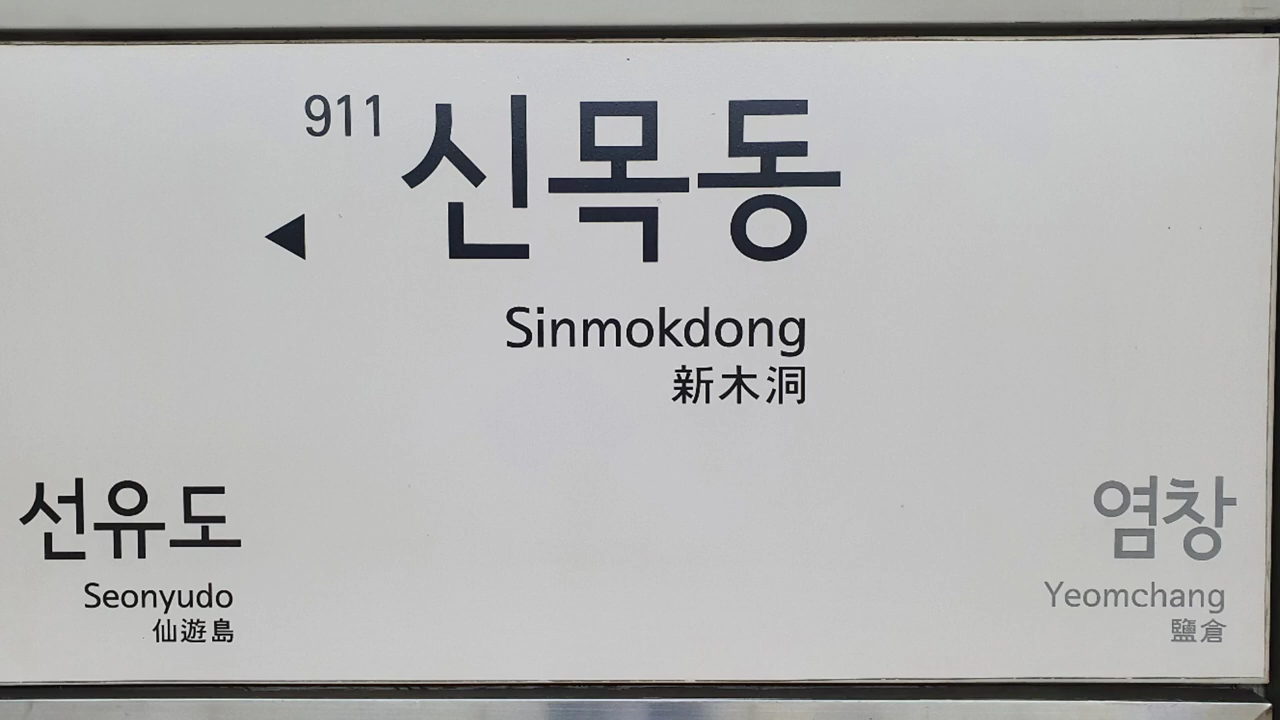 911 신목동
Sinmokdong
新木洞
선유도
Seonyudo
仙遊島
염창
Yeomchang
鹽倉